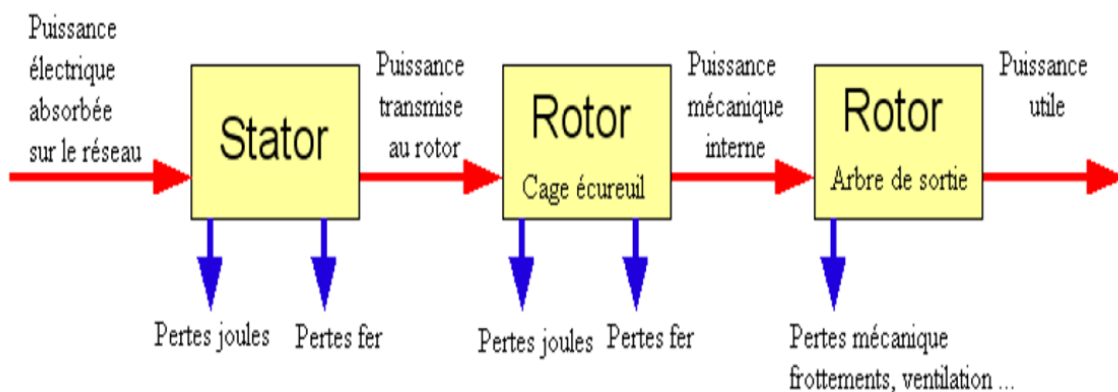 Puissance
électrique
absorbée
sur le réseau
Stator
Puissance
transmise
au rotor
Rotor
Cage écureuil
Puissance
mécanique
interne
Rotor
Arbre de sortie
Puissance
utile
Pertes joules
Pertes fer
Pertes joules
Pertes fer
Pertes mécanique
frottements, ventilation ...